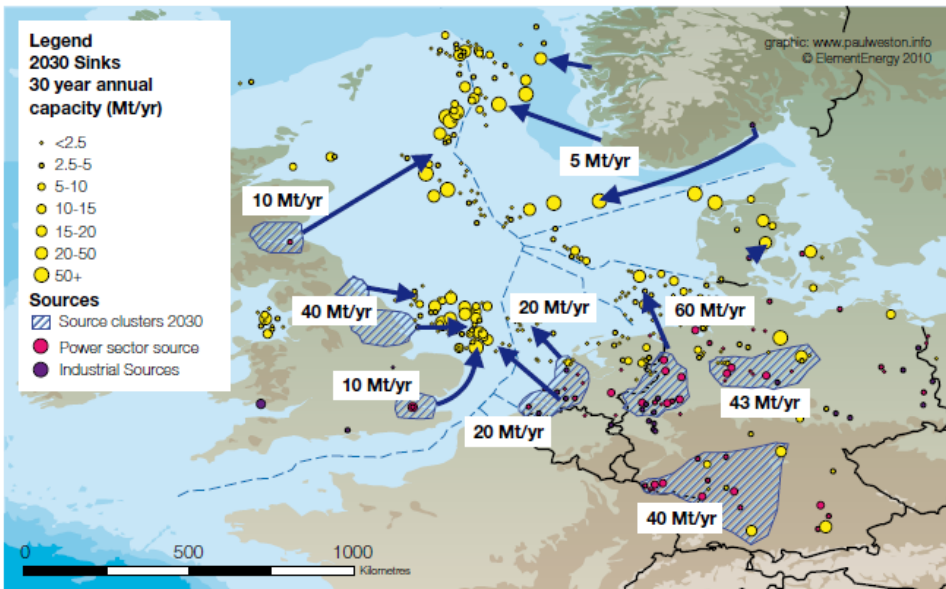 Legend
2030 Sinks
30 year annual
capacity (Mt/yr)
<2.5
2.5-5
5-10
10-15
15-20
20-50
50+
Sources
Source clusters 2030
Power sector source
Industrial Sources
graphic: www.paulweston.info
© ElementEnergy 2010
5 Mt/yr
10 Mt/yr
40 Mt/yr
20 Mt/yr
60 Mt/yr
10 Mt/yr
20 Mt/yr
43 Mt/yr
40 Mt/yr
0 500 1000
Kilometres